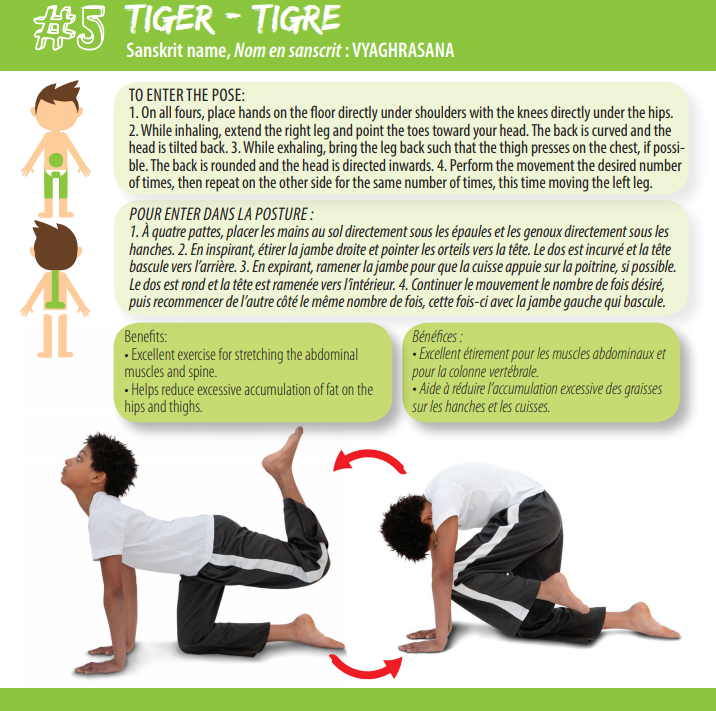 #5 TIGER - TIGRE
Sanskrit name, Nom en sanscrit : VYAGHRASANA
TO ENTER THE POSE:
1. On all fours, place hands on the floor directly under shoulders with the knees directly under the hips.
2. While inhaling, extend the right leg and point the toes toward your head. The back is curved and the
head is tilted back. 3. While exhaling, bring the leg back such that the thigh presses on the chest, if possi-
ble. The back is rounded and the head is directed inwards. 4. Perform the movement the desired number
of times, then repeat on the other side for the same number of times, this time moving the left leg.
POUR ENTER DANS LA POSTURE :
1. À quatre pattes, placer les mains au sol directement sous les épaules et les genoux directement sous les
hanches. 2. En inspirant, étirer la jambe droite et pointer les orteils vers la tête. Le dos est incurvé et la tête
bascule vers l'arrière. 3. En expirant, ramener la jambe pour que la cuisse appuie sur la poitrine, si possible.
Le dos est rond et la tête est ramenée vers l'intérieur. 4. Continuer le mouvement le nombre de fois désiré,
puis recommencer de l'autre côté le même nombre de fois, cette fois-ci avec la jambe gauche qui bascule.
Benefits:
• Excellent exercise for stretching the abdominal
muscles and spine.
• Helps reduce excessive accumulation of fat on the
hips and thighs.
Bénéfices :
• Excellent étirement pour les muscles abdominaux et
pour la colonne vertébrale.
• Aide à réduire l'accumulation excessive des graisses
sur les hanches et les cuisses.